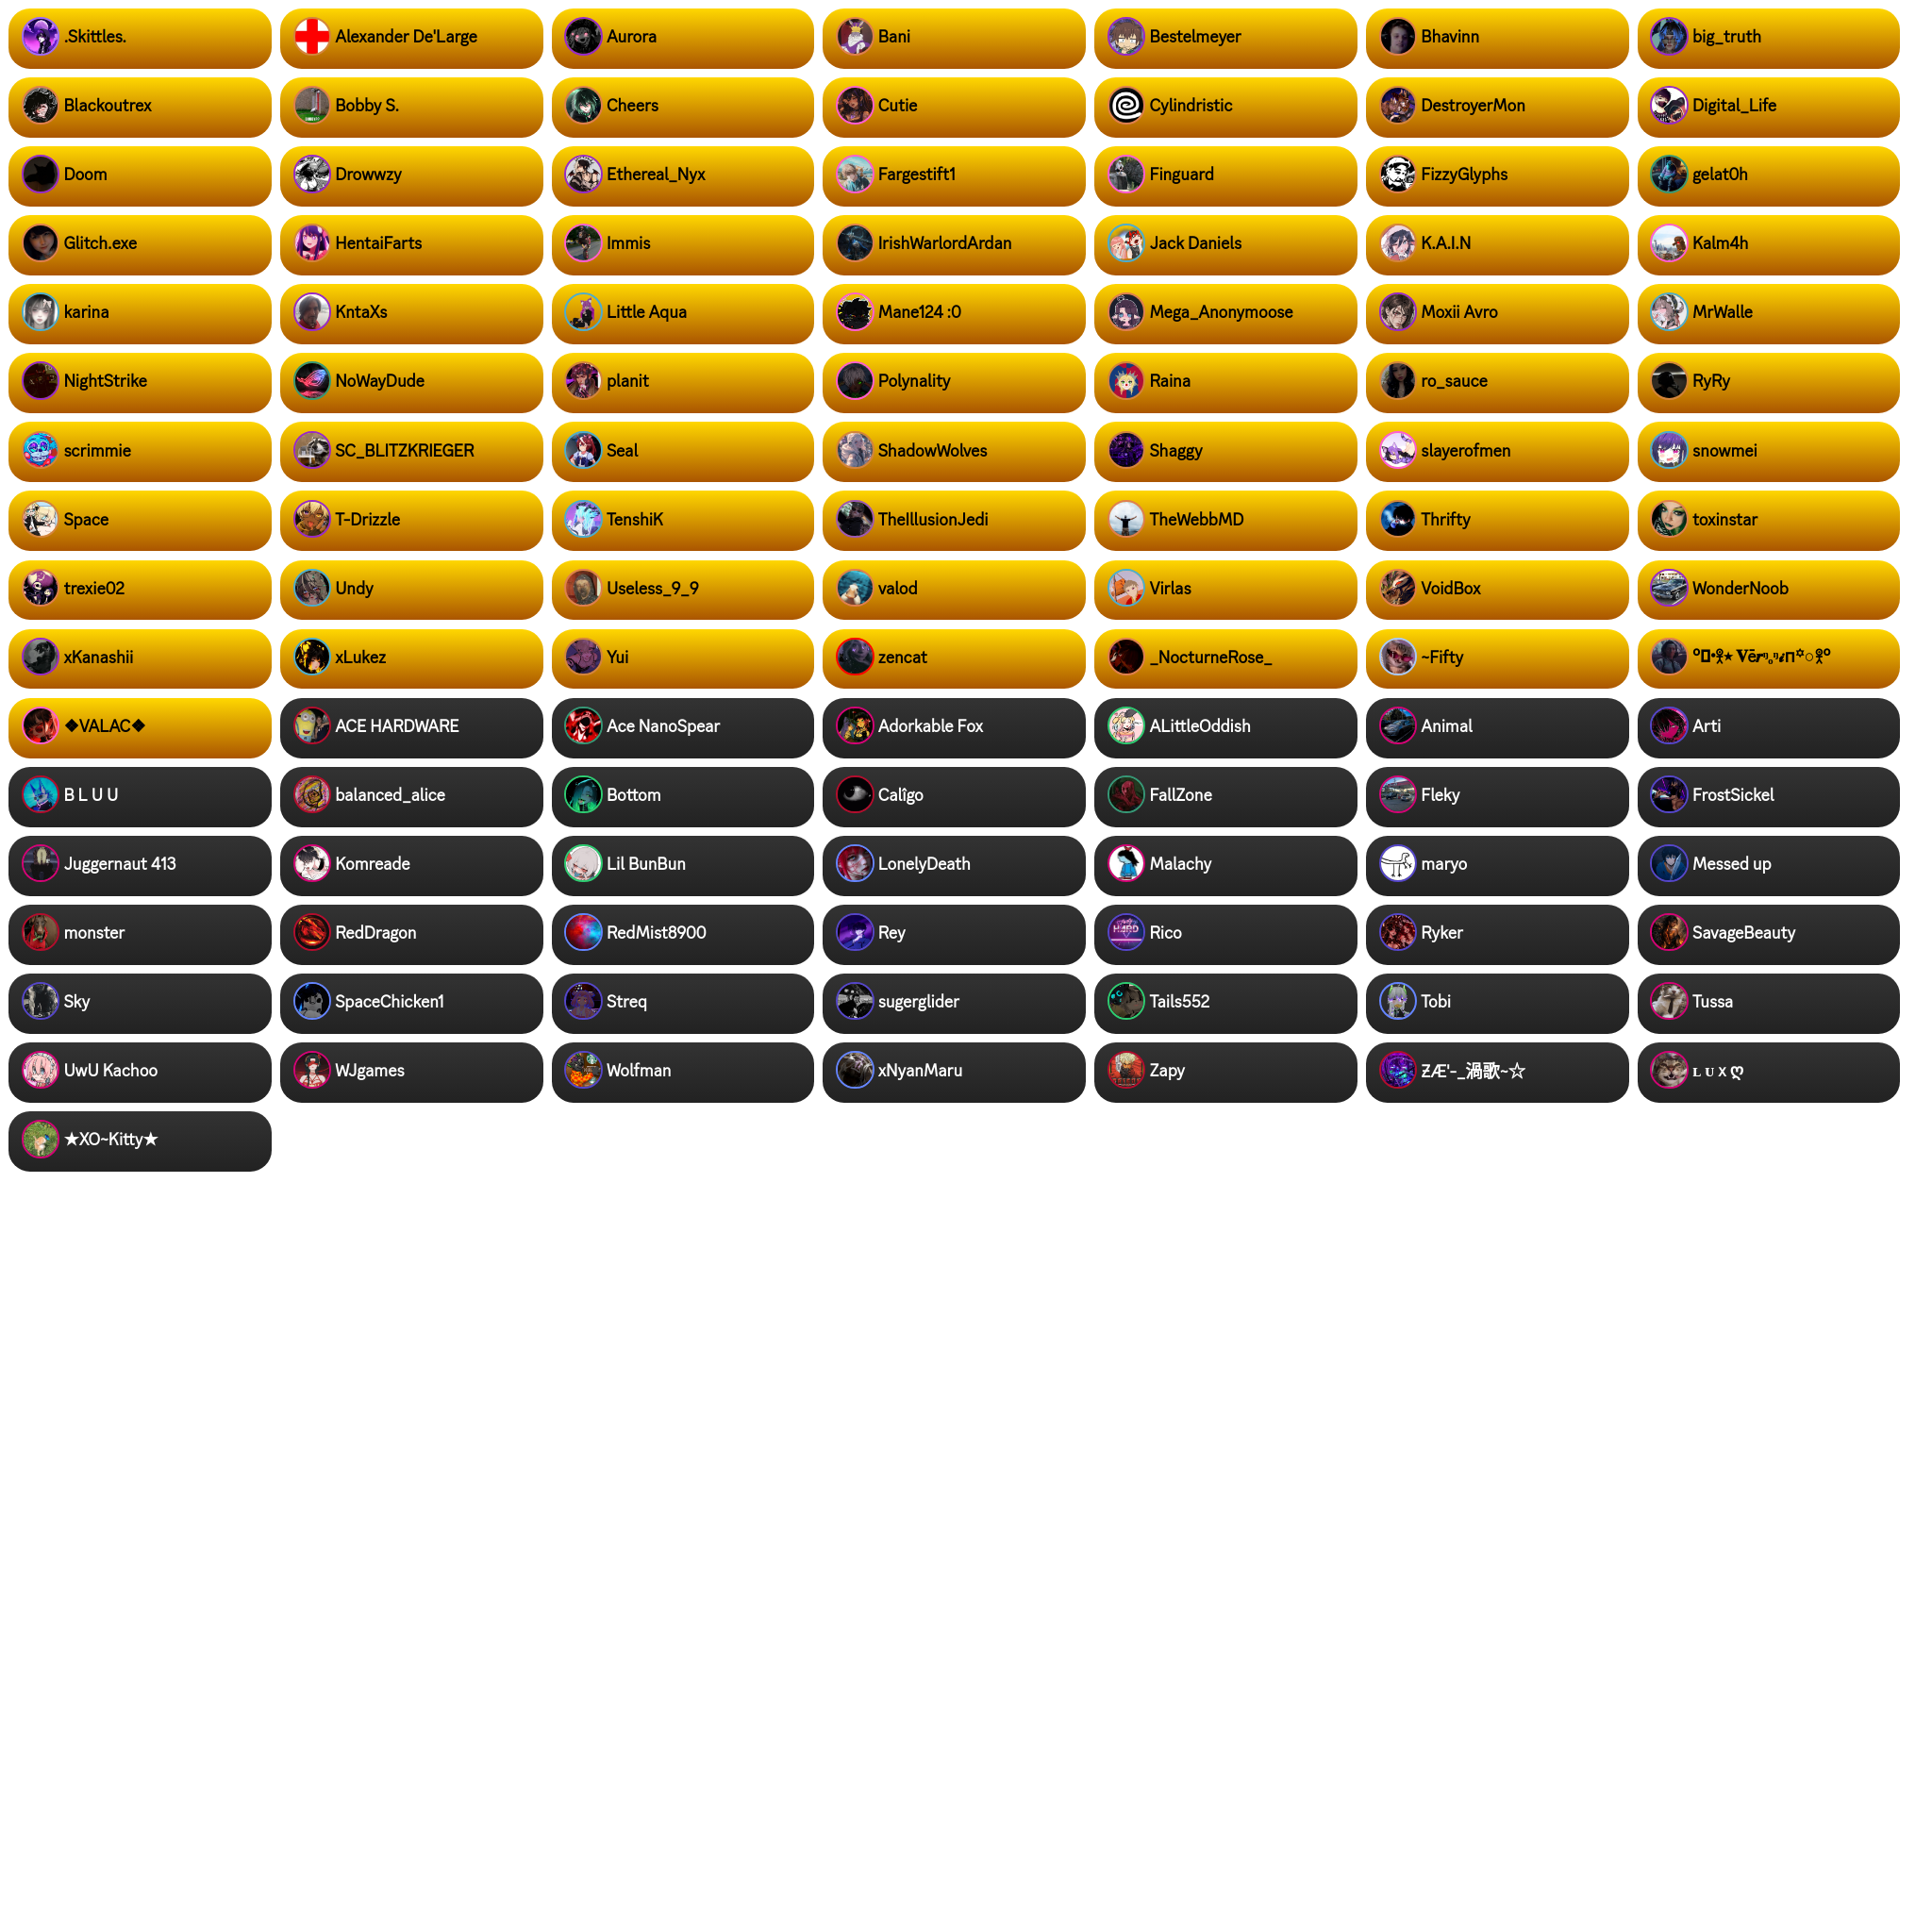 .Skittles. Alexander De'Large Aurora Bani Bestelmeyer Bhavinn big_truth
Blackoutrex Bobby S. Cheers Cutie Cylindristic DestroyerMon Digital_Life
Doom Drowwzy Ethereal_Nyx Fargestift1 Finguard FizzyGlyphs gelat0h
Glitch.exe HentaiFarts Immis IrishWarlordArdan Jack Daniels K.A.I.N Kalm4h
karina KntaXs Little Aqua Mane124 :0 Mega_Anonymoose Moxii Avro MrWalle
NightStrike NoWayDude planit Polynality Raina ro_sauce RyRy
scrimmie SC_BLITZKRIEGER Seal ShadowWolves Shaggy slayerofmen snowmei
Space T-Drizzle TenshiK TheIllusionJedi TheWebbMD Thrifty toxinstar
trexie02 Undy Useless_9_9 valod Virlas VoidBox WonderNoob
xKanashii xLukez Yui zencat _NocturneRose_ ~Fifty
❖VALAC❖ ACE HARDWARE Ace NanoSpear Adorkable Fox ALittleOddish Animal Arti
B L U U balanced_alice Bottom Calîgo FallZone Fleky FrostSickel
Juggernaut 413 Komreade Lil BunBun LonelyDeath Malachy maryo Messed up
monster RedDragon RedMist8900 Rey Rico Ryker SavageBeauty
Sky SpaceChicken1 Streq sugerglider Tails552 Tobi Tussa
UwU Kachoo WJgames Wolfman xNyanMaru Zapy ƵÆ'-_渦歌~☆ ʟ ᴜ x ღ
★XO~Kitty★